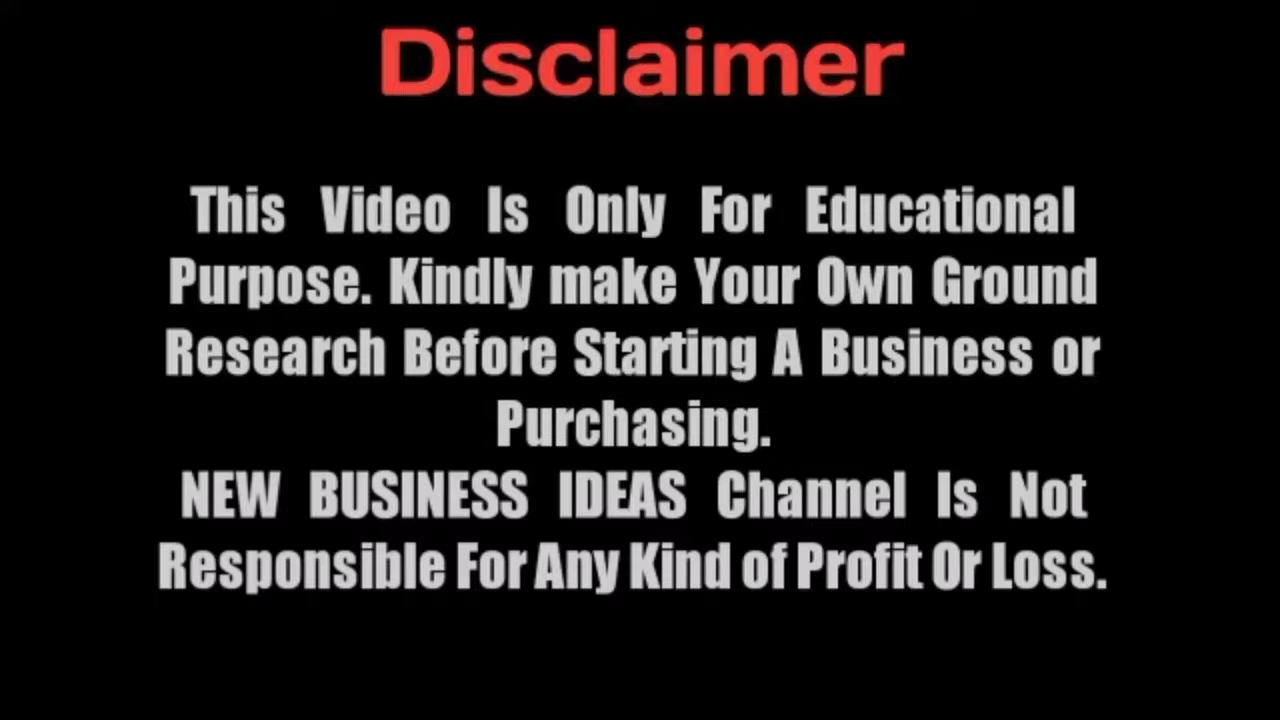 Disclaimer
This Video Is Only For Educational
Purpose. Kindly make Your Own Ground
Research Before Starting A Business or
Purchasing.
NEW BUSINESS IDEAS Channel Is Not
Responsible For Any Kind of Profit Or Loss.